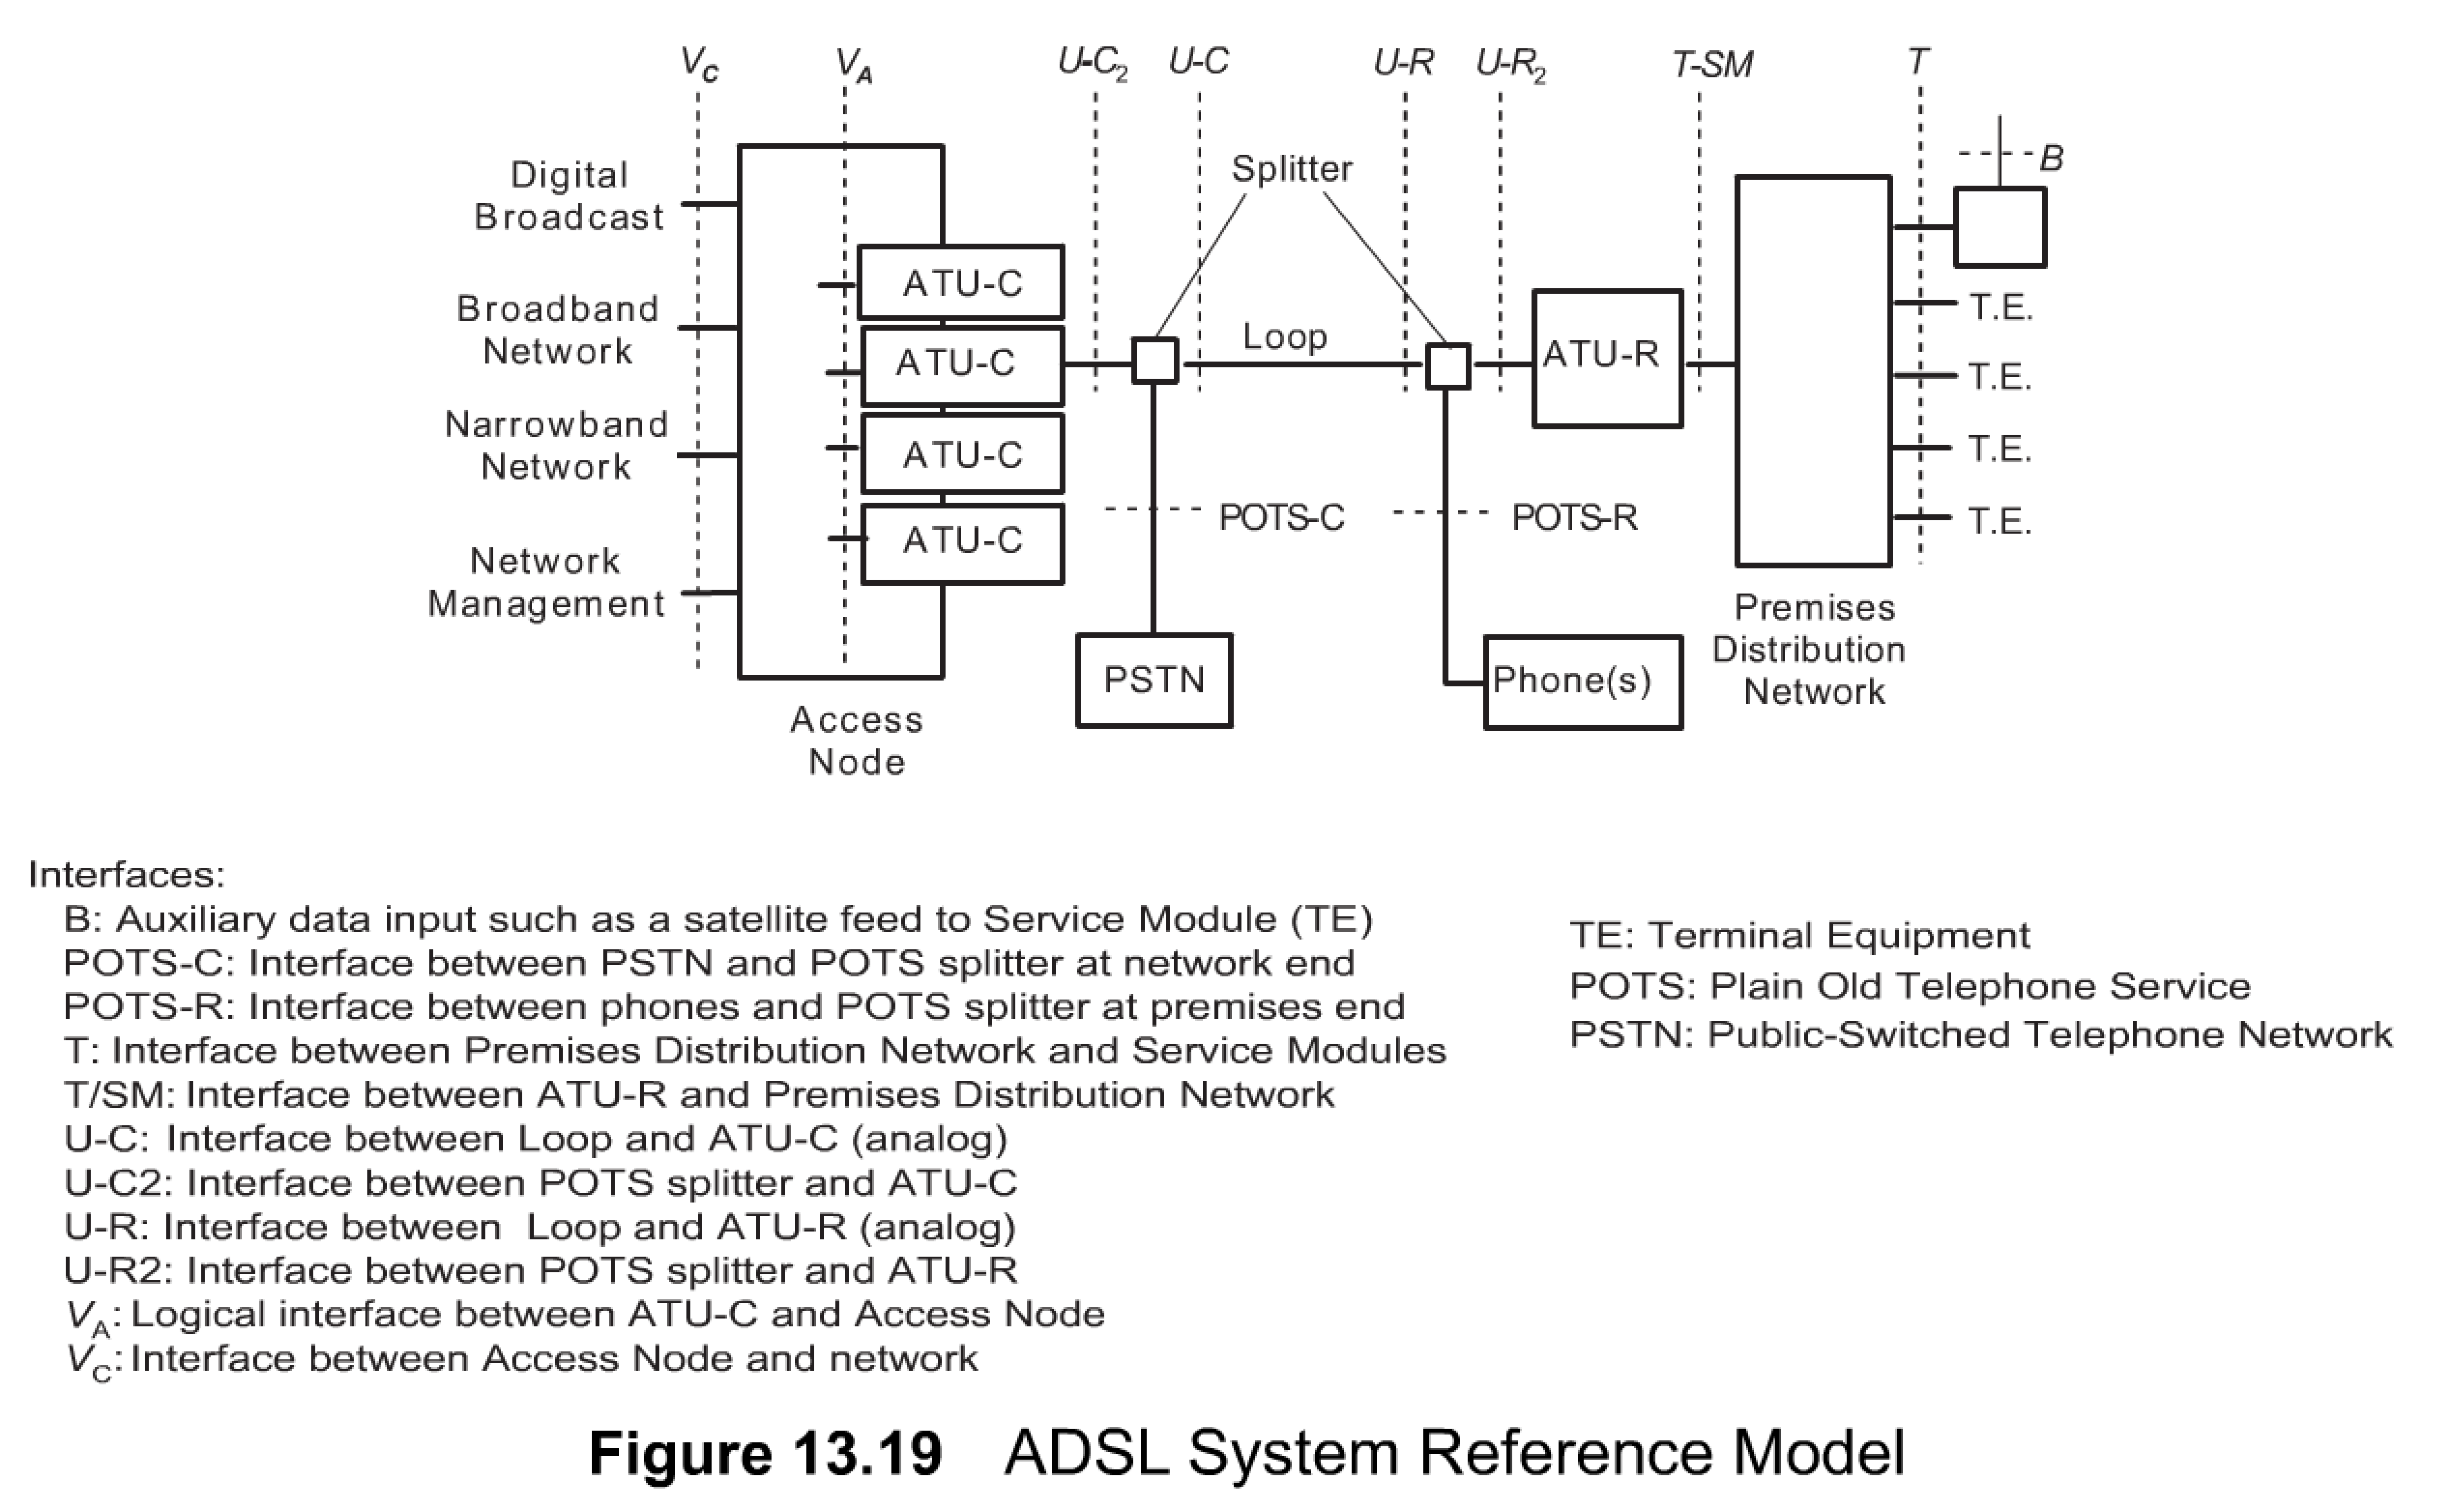 V_C
V_A
U-C_2
U-C
U-R
U-R_2
T-SM
T
B
Digital
Broadcast
Broadband
Network
Narrowband
Network
Network
Management
ATU-C
ATU-C
ATU-C
ATU-C
Access
Node
Splitter
Loop
POTS-C
POTS-R
PSTN
Phone(s)
ATU-R
Premises
Distribution
Network
T.E.
T.E.
T.E.
T.E.
Interfaces:
B: Auxiliary data input such as a satellite feed to Service Module (TE)
POTS-C: Interface between PSTN and POTS splitter at network end
POTS-R: Interface between phones and POTS splitter at premises end
T: Interface between Premises Distribution Network and Service Modules
T/SM: Interface between ATU-R and Premises Distribution Network
U-C: Interface between Loop and ATU-C (analog)
U-C2: Interface between POTS splitter and ATU-C
U-R: Interface between Loop and ATU-R (analog)
U-R2: Interface between POTS splitter and ATU-R
V_A: Logical interface between ATU-C and Access Node
V_C: Interface between Access Node and network
TE: Terminal Equipment
POTS: Plain Old Telephone Service
PSTN: Public-Switched Telephone Network
Figure 13.19 ADSL System Reference Model